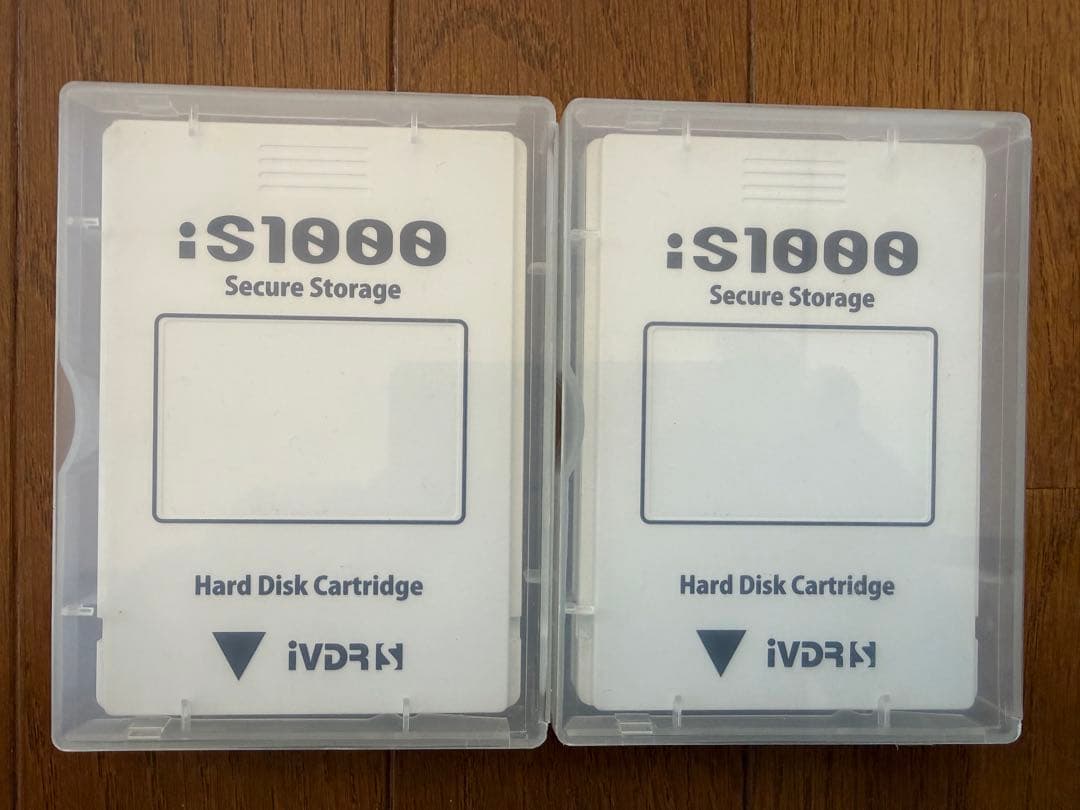 iS1000
Secure Storage
Hard Disk Cartridge
iVDR S
iS1000
Secure Storage
Hard Disk Cartridge
iVDR S